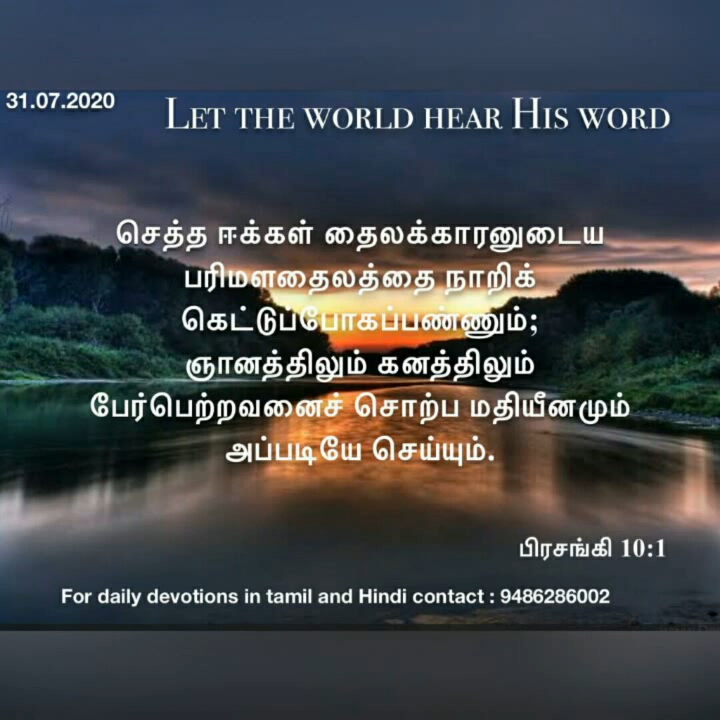 31.07.2020
LET THE WORLD HEAR HIS WORD
செத்த ஈக்கள் தைலக்காரனுடைய
பரிமளதைலத்தை நாறிக்
கெட்டுப்போகப்பண்ணும்;
ஞானத்திலும் கனத்திலும்
பேர்பெற்றவனைச் சொற்ப மதியீனமும்
அப்படியே செய்யும்.
பிரசங்கி 10:1
For daily devotions in tamil and Hindi contact : 9486286002